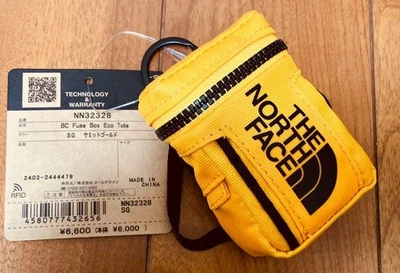 TECHNOLOGY
&
WARRANTY
NN32328
BC Fuse Box Eco Tote
SG サミットゴールド
2402-2444479
MADE IN
CHINA
RFID
4580777432656
NN32328
SG
¥6,600 (本体 ¥6,000)
THE
NORTH
FACE